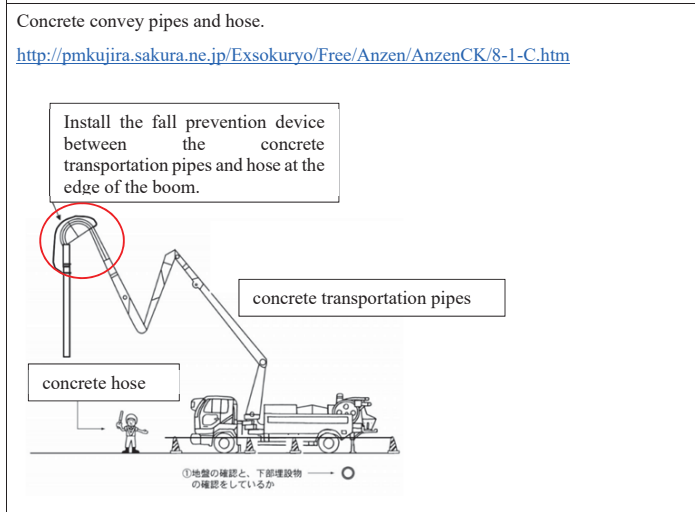 Concrete convey pipes and hose.
http://pmkujira.sakura.ne.jp/Exsokuryo/Free/Anzen/AnzenCK/8-1-C.htm
Install the fall prevention device
between the concrete
transportation pipes and hose at the
edge of the boom.
concrete transportation pipes
concrete hose
①地盤の確認と、下部埋設物
の確認をしているか